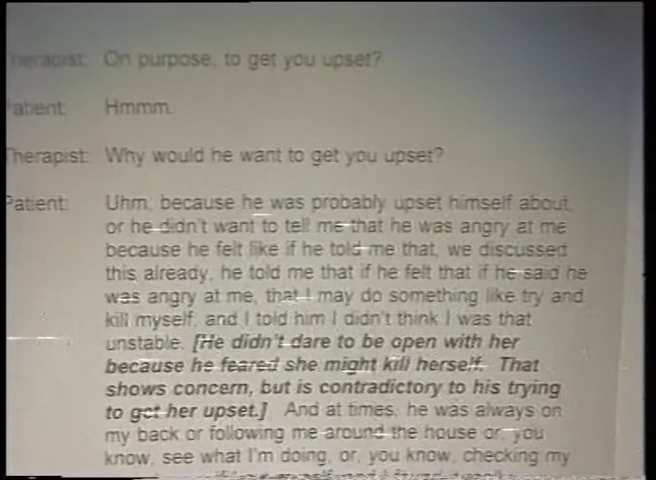 Therapist: On purpose, to get you upset?
Patient: Hmmm.
Therapist: Why would he want to get you upset?
Patient: Uhm, because he was probably upset himself about,
or he didn't want to tell me that he was angry at me
because he felt like if he told me that, we discussed
this already, he told me that if he felt that if he said he
was angry at me, that I may do something like try and
kill myself, and I told him I didn't think I was that
unstable. [He didn't dare to be open with her
because he feared she might kill herself. That
shows concern, but is contradictory to his trying
to get her upset.] And at times, he was always on
my back or following me around the house or, you
know, see what I'm doing, or, you know, checking my